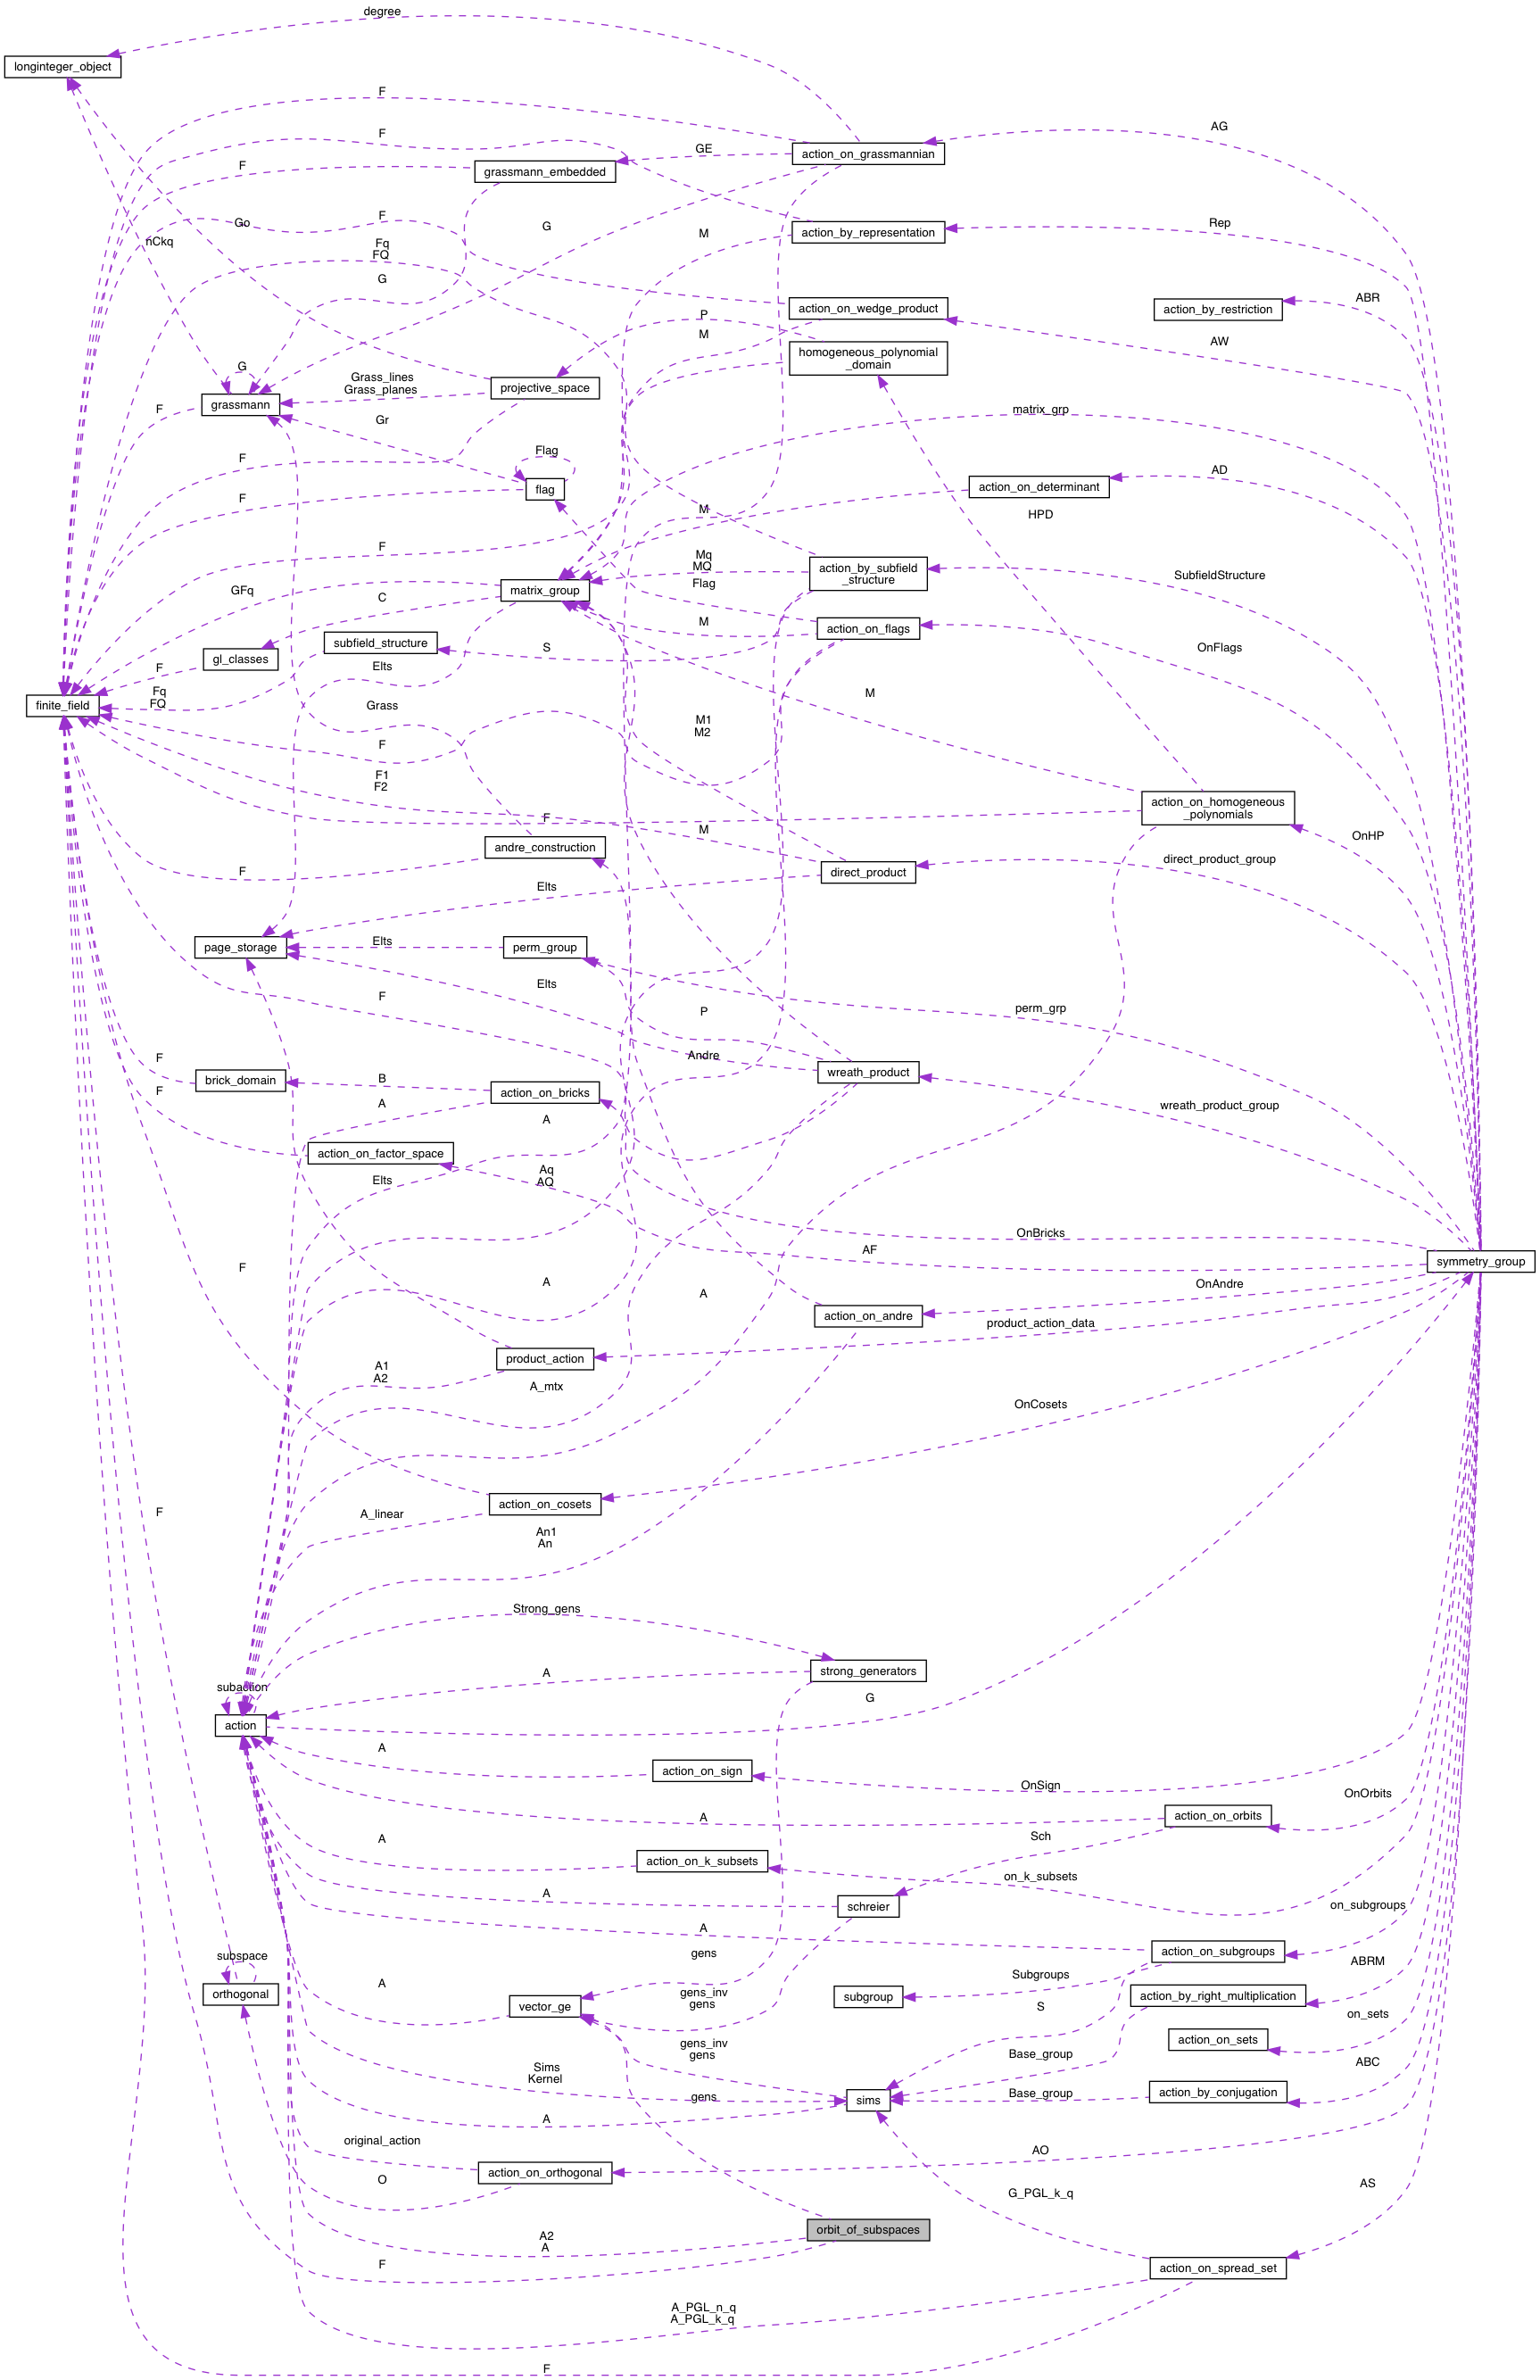 degree
longinteger_object
F
AG
F
action_on_grassmannian
GE
F
grassmann_embedded
F
Go
G
M
action_by_representation
Rep
nCkq
Fq
FQ
G
action_on_wedge_product
action_by_restriction
ABR
P
M
AW
homogeneous_polynomial
_domain
G
Grass_lines
Grass_planes
projective_space
grassmann
F
Gr
matrix_grp
Flag
F
flag
AD
action_on_determinant
F
M
HPD
F
Mq
MQ
action_by_subfield
_structure
SubfieldStructure
GFq
matrix_group
Flag
C
M
action_on_flags
subfield_structure
S
OnFlags
gl_classes
F
Elts
Fq
FQ
finite_field
Grass
M
M1
M2
F
F1
F2
action_on_homogeneous
_polynomials
F
M
OnHP
andre_construction
direct_product_group
F
direct_product
Elts
page_storage
Elts
perm_group
Elts
F
P
perm_grp
Andre
F
brick_domain
B
wreath_product
F
action_on_bricks
A
wreath_product_group
A
action_on_factor_space
Aq
AQ
Elts
OnBricks
AF
symmetry_group
F
A
A
OnAndre
action_on_andre
product_action_data
product_action
A1
A2
A_mtx
OnCosets
action_on_cosets
F
A_linear
An1
An
Strong_gens
A
strong_generators
subaction
G
action
A
action_on_sign
OnSign
OnOrbits
A
action_on_orbits
A
Sch
action_on_k_subsets
on_k_subsets
A
schreier
on_subgroups
A
gens
action_on_subgroups
subspace
ABRM
Subgroups
orthogonal
A
vector_ge
gens_inv
gens
subgroup
action_by_right_multiplication
S
on_sets
action_on_sets
gens_inv
gens
Base_group
Sims
Kernel
ABC
gens
sims
Base_group
action_by_conjugation
A
original_action
AO
action_on_orthogonal
O
G_PGL_k_q
AS
orbit_of_subspaces
A2
A
F
action_on_spread_set
A_PGL_n_q
A_PGL_k_q
F